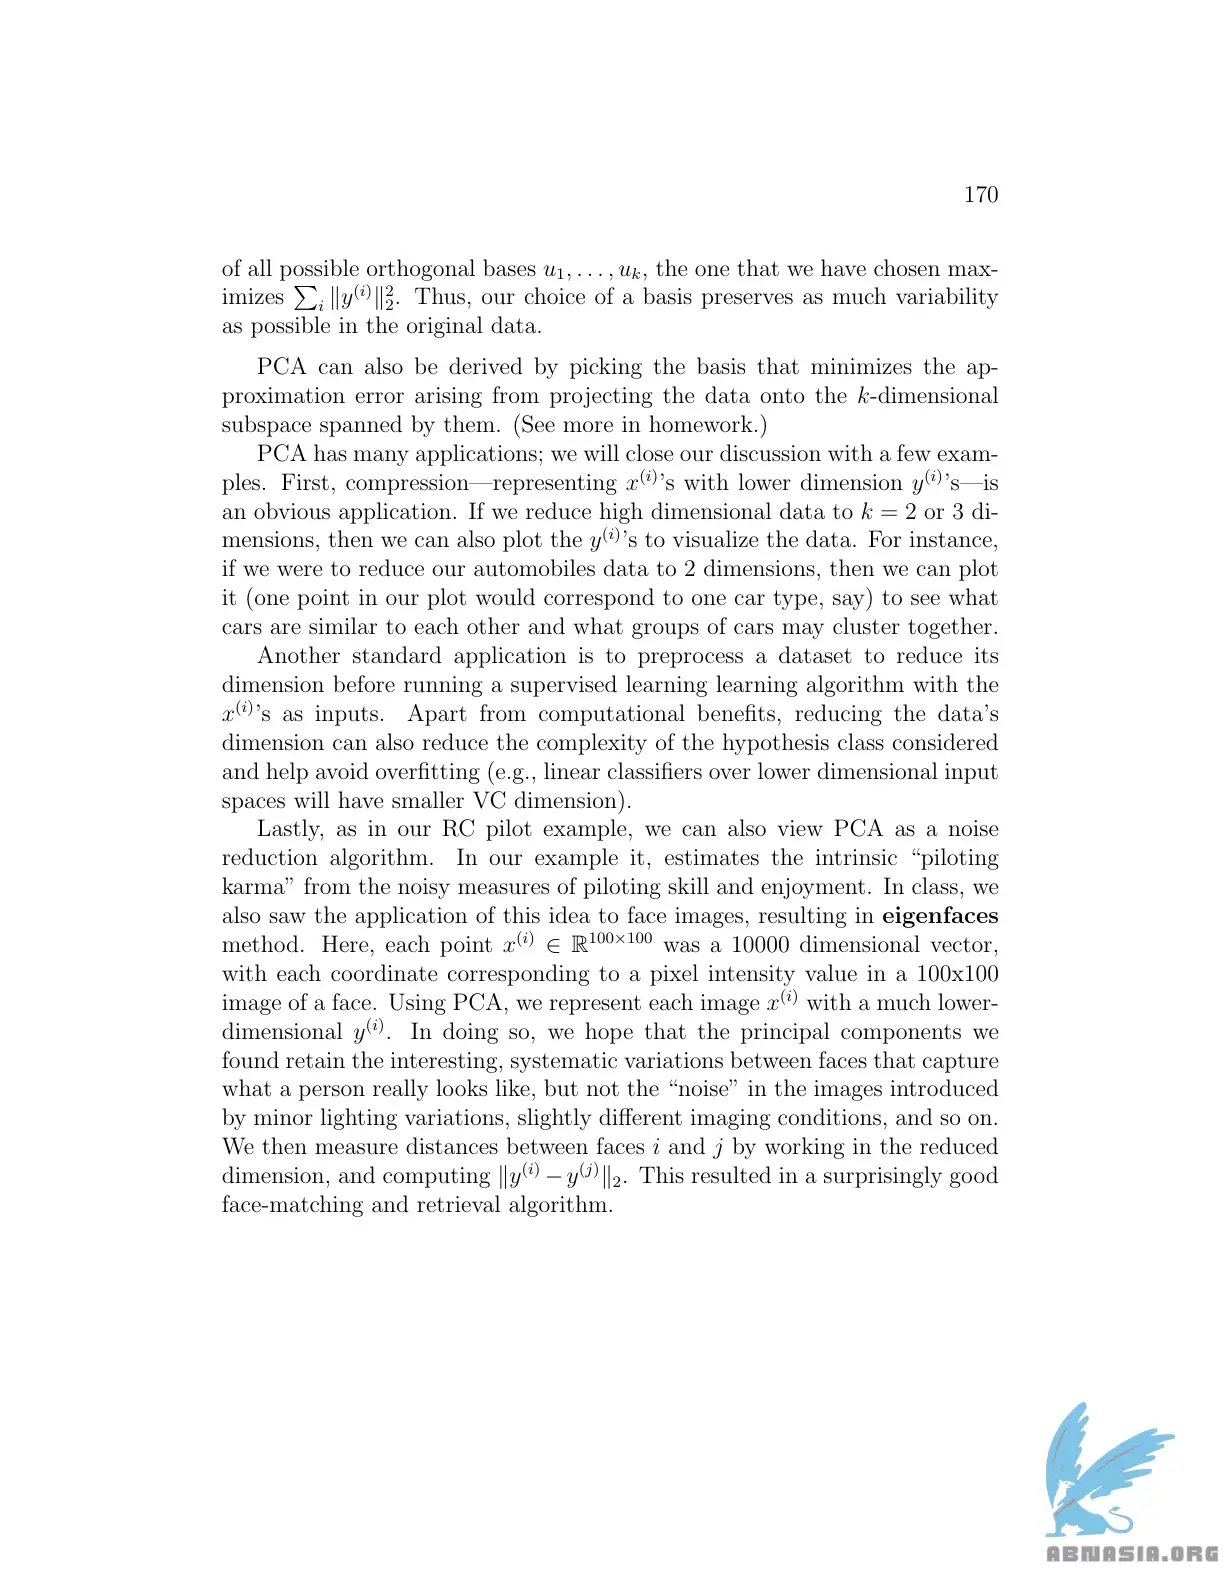 170
of all possible orthogonal bases u₁, . . . , uₖ, the one that we have chosen max-
imizes ∑ᵢ ‖y⁽ⁱ⁾‖₂². Thus, our choice of a basis preserves as much variability
as possible in the original data.
PCA can also be derived by picking the basis that minimizes the ap-
proximation error arising from projecting the data onto the k-dimensional
subspace spanned by them. (See more in homework.)
PCA has many applications; we will close our discussion with a few exam-
ples. First, compression—representing x⁽ⁱ⁾’s with lower dimension y⁽ⁱ⁾’s—is
an obvious application. If we reduce high dimensional data to k = 2 or 3 di-
mensions, then we can also plot the y⁽ⁱ⁾’s to visualize the data. For instance,
if we were to reduce our automobiles data to 2 dimensions, then we can plot
it (one point in our plot would correspond to one car type, say) to see what
cars are similar to each other and what groups of cars may cluster together.
Another standard application is to preprocess a dataset to reduce its
dimension before running a supervised learning learning algorithm with the
x⁽ⁱ⁾’s as inputs. Apart from computational benefits, reducing the data’s
dimension can also reduce the complexity of the hypothesis class considered
and help avoid overfitting (e.g., linear classifiers over lower dimensional input
spaces will have smaller VC dimension).
Lastly, as in our RC pilot example, we can also view PCA as a noise
reduction algorithm. In our example it, estimates the intrinsic “piloting
karma” from the noisy measures of piloting skill and enjoyment. In class, we
also saw the application of this idea to face images, resulting in eigenfaces
method. Here, each point x⁽ⁱ⁾ ∈ ℝ¹⁰⁰ˣ¹⁰⁰ was a 10000 dimensional vector,
with each coordinate corresponding to a pixel intensity value in a 100x100
image of a face. Using PCA, we represent each image x⁽ⁱ⁾ with a much lower-
dimensional y⁽ⁱ⁾. In doing so, we hope that the principal components we
found retain the interesting, systematic variations between faces that capture
what a person really looks like, but not the “noise” in the images introduced
by minor lighting variations, slightly different imaging conditions, and so on.
We then measure distances between faces i and j by working in the reduced
dimension, and computing ‖y⁽ⁱ⁾ − y⁽ʲ⁾‖₂. This resulted in a surprisingly good
face-matching and retrieval algorithm.
ABNASIA.ORG